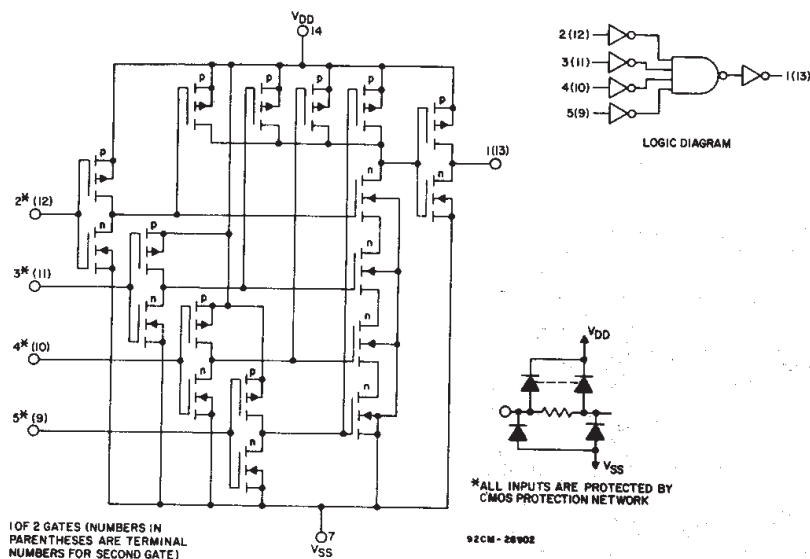 VDD
14
p
p
p
p
p
p
1(13)
2*(12)
n
n
n
p
n
3*(11)
n
p
n
4*(10)
n
p
n
5*(9)
n
7
VSS
1 OF 2 GATES (NUMBERS IN
PARENTHESES ARE TERMINAL
NUMBERS FOR SECOND GATE)
2(12)
3(11)
4(10)
5(9)
1(13)
LOGIC DIAGRAM
VDD
VSS
*ALL INPUTS ARE PROTECTED BY
CMOS PROTECTION NETWORK
92CM-28902